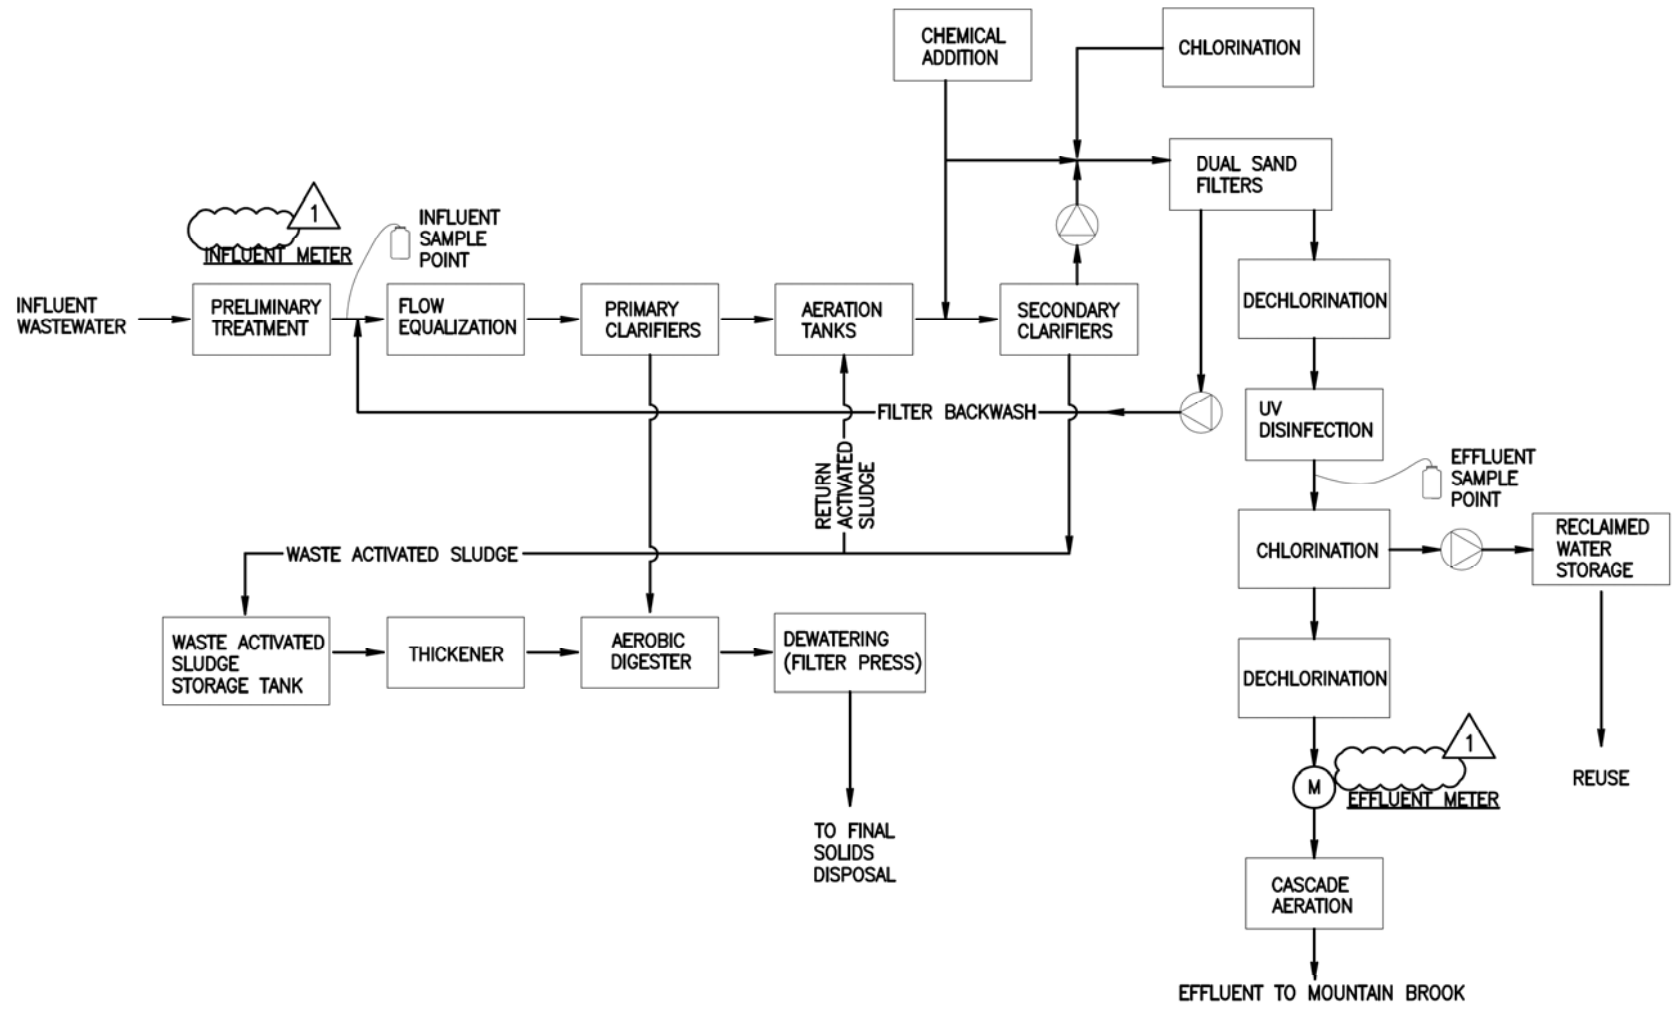 CHEMICAL
ADDITION
CHLORINATION
DUAL SAND
FILTERS
1
INFLUENT METER
INFLUENT
SAMPLE
POINT
INFLUENT
WASTEWATER
PRELIMINARY
TREATMENT
FLOW
EQUALIZATION
PRIMARY
CLARIFIERS
AERATION
TANKS
SECONDARY
CLARIFIERS
DECHLORINATION
FILTER BACKWASH
UV
DISINFECTION
RETURN
ACTIVATED
SLUDGE
EFFLUENT
SAMPLE
POINT
WASTE ACTIVATED SLUDGE
CHLORINATION
RECLAIMED
WATER
STORAGE
WASTE ACTIVATED
SLUDGE
STORAGE TANK
THICKENER
AEROBIC
DIGESTER
DEWATERING
(FILTER PRESS)
DECHLORINATION
1
M
EFFLUENT METER
REUSE
TO FINAL
SOLIDS
DISPOSAL
CASCADE
AERATION
EFFLUENT TO MOUNTAIN BROOK